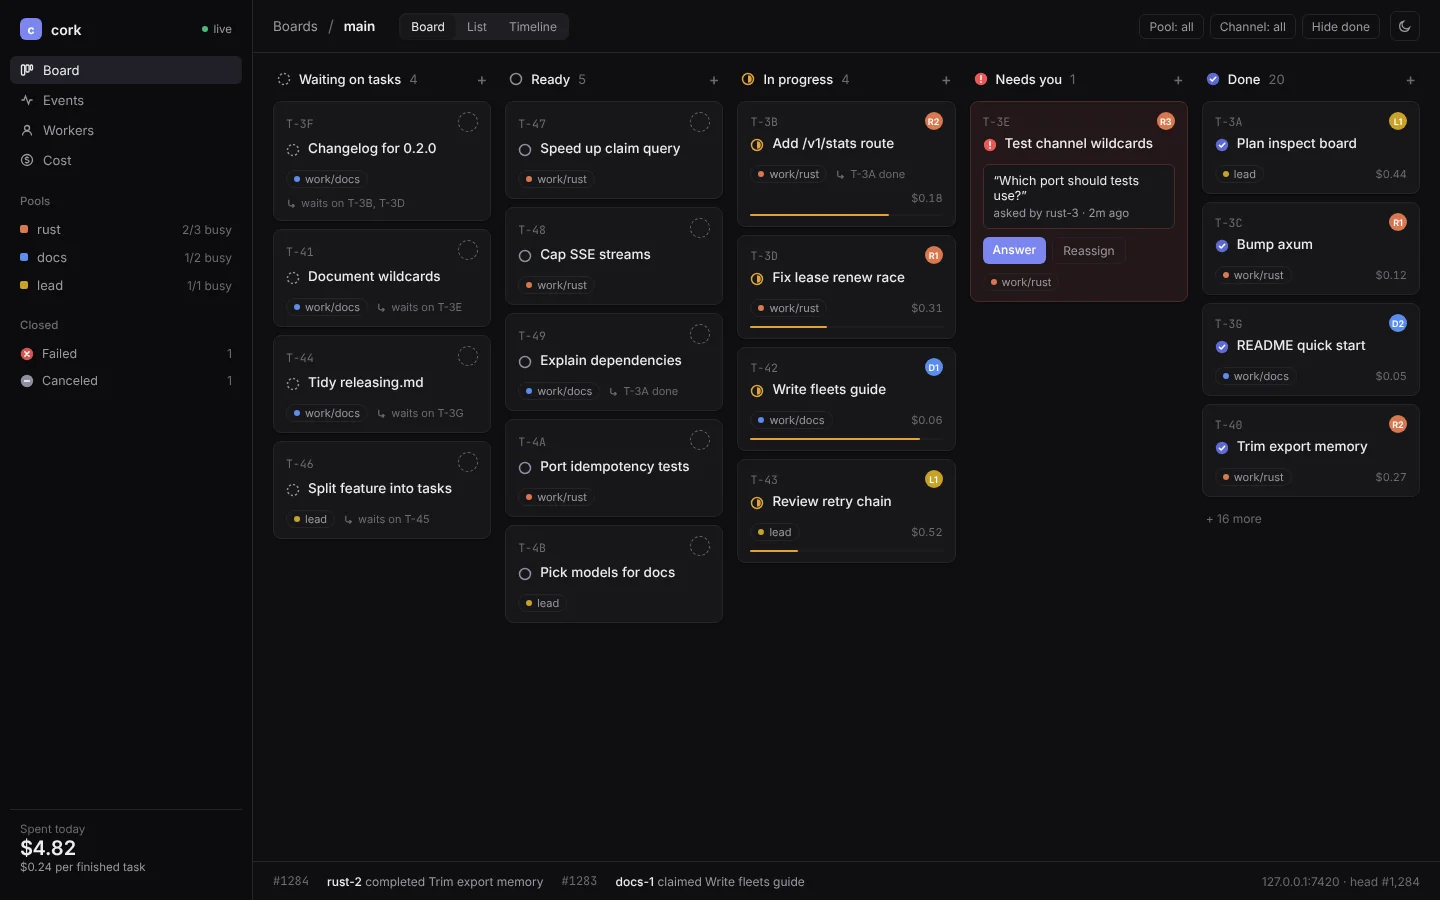 c cork live
Board
Events
Workers
Cost
Pools
rust 2/3 busy
docs 1/2 busy
lead 1/1 busy
Closed
Failed 1
Canceled 1
Spent today
$4.82
$0.24 per finished task
Boards / main Board List Timeline Pool: all Channel: all Hide done
Waiting on tasks 4 +
T-3F
Changelog for 0.2.0
work/docs
waits on T-3B, T-3D
T-41
Document wildcards
work/docs waits on T-3E
T-44
Tidy releasing.md
work/docs waits on T-3G
T-46
Split feature into tasks
lead waits on T-45
Ready 5 +
T-47
Speed up claim query
work/rust
T-48
Cap SSE streams
work/rust
T-49
Explain dependencies
work/docs T-3A done
T-4A
Port idempotency tests
work/rust
T-4B
Pick models for docs
lead
In progress 4 +
T-3B R2
Add /v1/stats route
work/rust T-3A done
$0.18
T-3D R1
Fix lease renew race
work/rust $0.31
T-42 D1
Write fleets guide
work/docs $0.06
T-43 L1
Review retry chain
lead $0.52
Needs you 1 +
T-3E R3
Test channel wildcards
“Which port should tests
use?”
asked by rust-3 · 2m ago
Answer Reassign
work/rust
Done 20 +
T-3A L1
Plan inspect board
lead $0.44
T-3C R1
Bump axum
work/rust $0.12
T-3G D2
README quick start
work/docs $0.05
T-40 R2
Trim export memory
work/rust $0.27
+ 16 more
#1284 rust-2 completed Trim export memory #1283 docs-1 claimed Write fleets guide 127.0.0.1:7420 · head #1,284